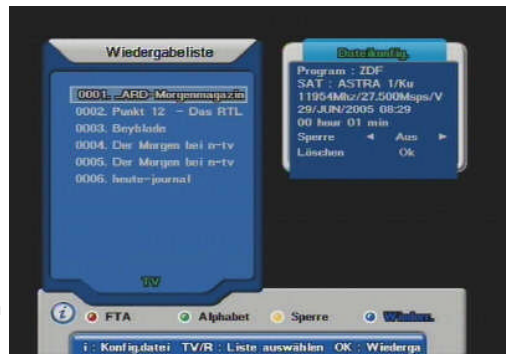 Wiedergabeliste
0001. ARD-Morgenmagazin
0002. Punkt 12 - Das RTL
0003. Beyblade
0004. Der Morgen bei n-tv
0005. Der Morgen bei n-tv
0006. heute-journal
TV
Dateikonfig.
Program : ZDF
SAT : ASTRA 1/Ku
11954Mhz/27.500Msps/V
29/JUN/2005 08:29
00 hour 01 min
Sperre ◄ Aus ►
Löschen Ok
i FTA Alphabet Sperre
i : Konfig.datei TV/R : Liste auswählen OK : Wiederga